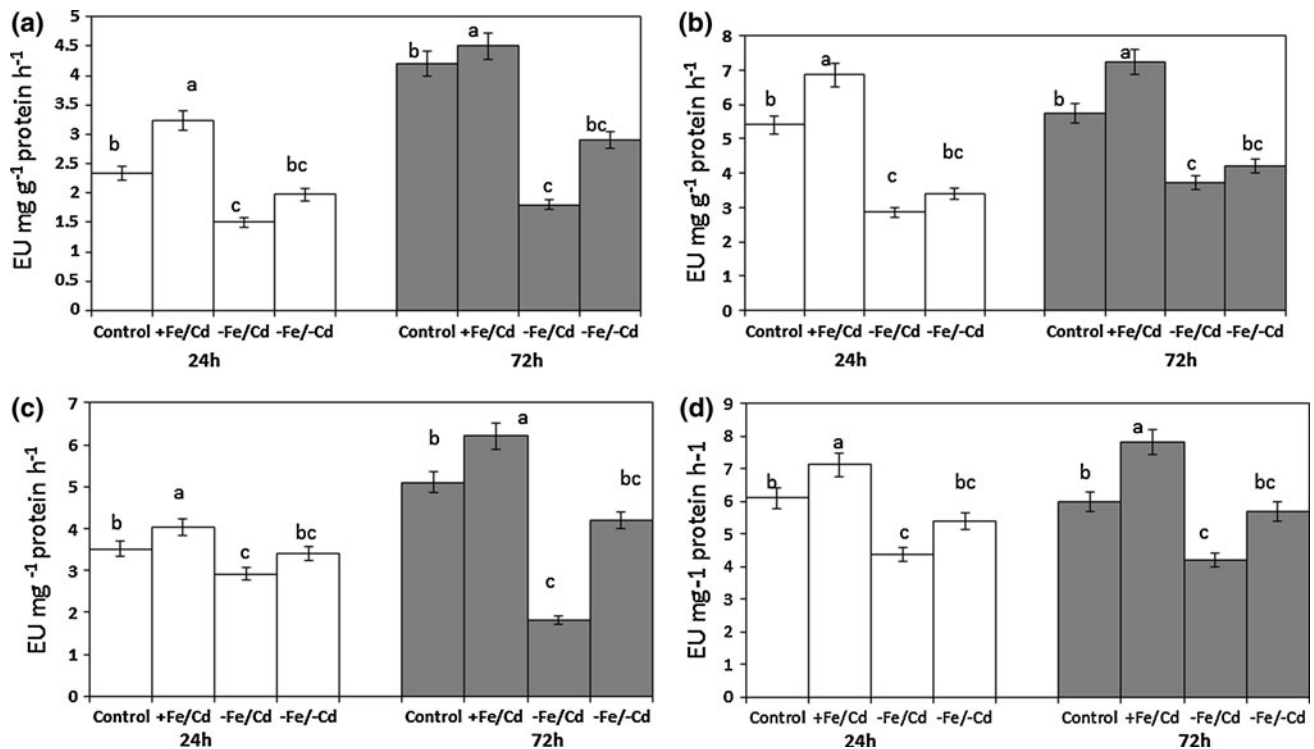 (a)
EU mg g⁻¹ protein h⁻¹
5
4.5
4
3.5
3
2.5
2
1.5
1
0.5
0
b a c bc b a c bc
Control +Fe/Cd -Fe/Cd -Fe/-Cd Control +Fe/Cd -Fe/Cd -Fe/-Cd
24h 72h
(b)
EU mg g⁻¹ protein h⁻¹
8
7
6
5
4
3
2
1
0
b a c bc b a c bc
Control +Fe/Cd -Fe/Cd -Fe/-Cd Control +Fe/Cd -Fe/Cd -Fe/-Cd
24h 72h
(c)
EU mg ⁻¹ protein h⁻¹
7
6
5
4
3
2
1
0
b a c bc b a c bc
Control +Fe/Cd -Fe/Cd -Fe/-Cd Control +Fe/Cd -Fe/Cd -Fe/-Cd
24h 72h
(d)
EU mg-1 protein h-1
9
8
7
6
5
4
3
2
1
0
b a c bc b a c bc
Control +Fe/Cd -Fe/Cd -Fe/-Cd Control +Fe/Cd -Fe/Cd -Fe/-Cd
24h 72h